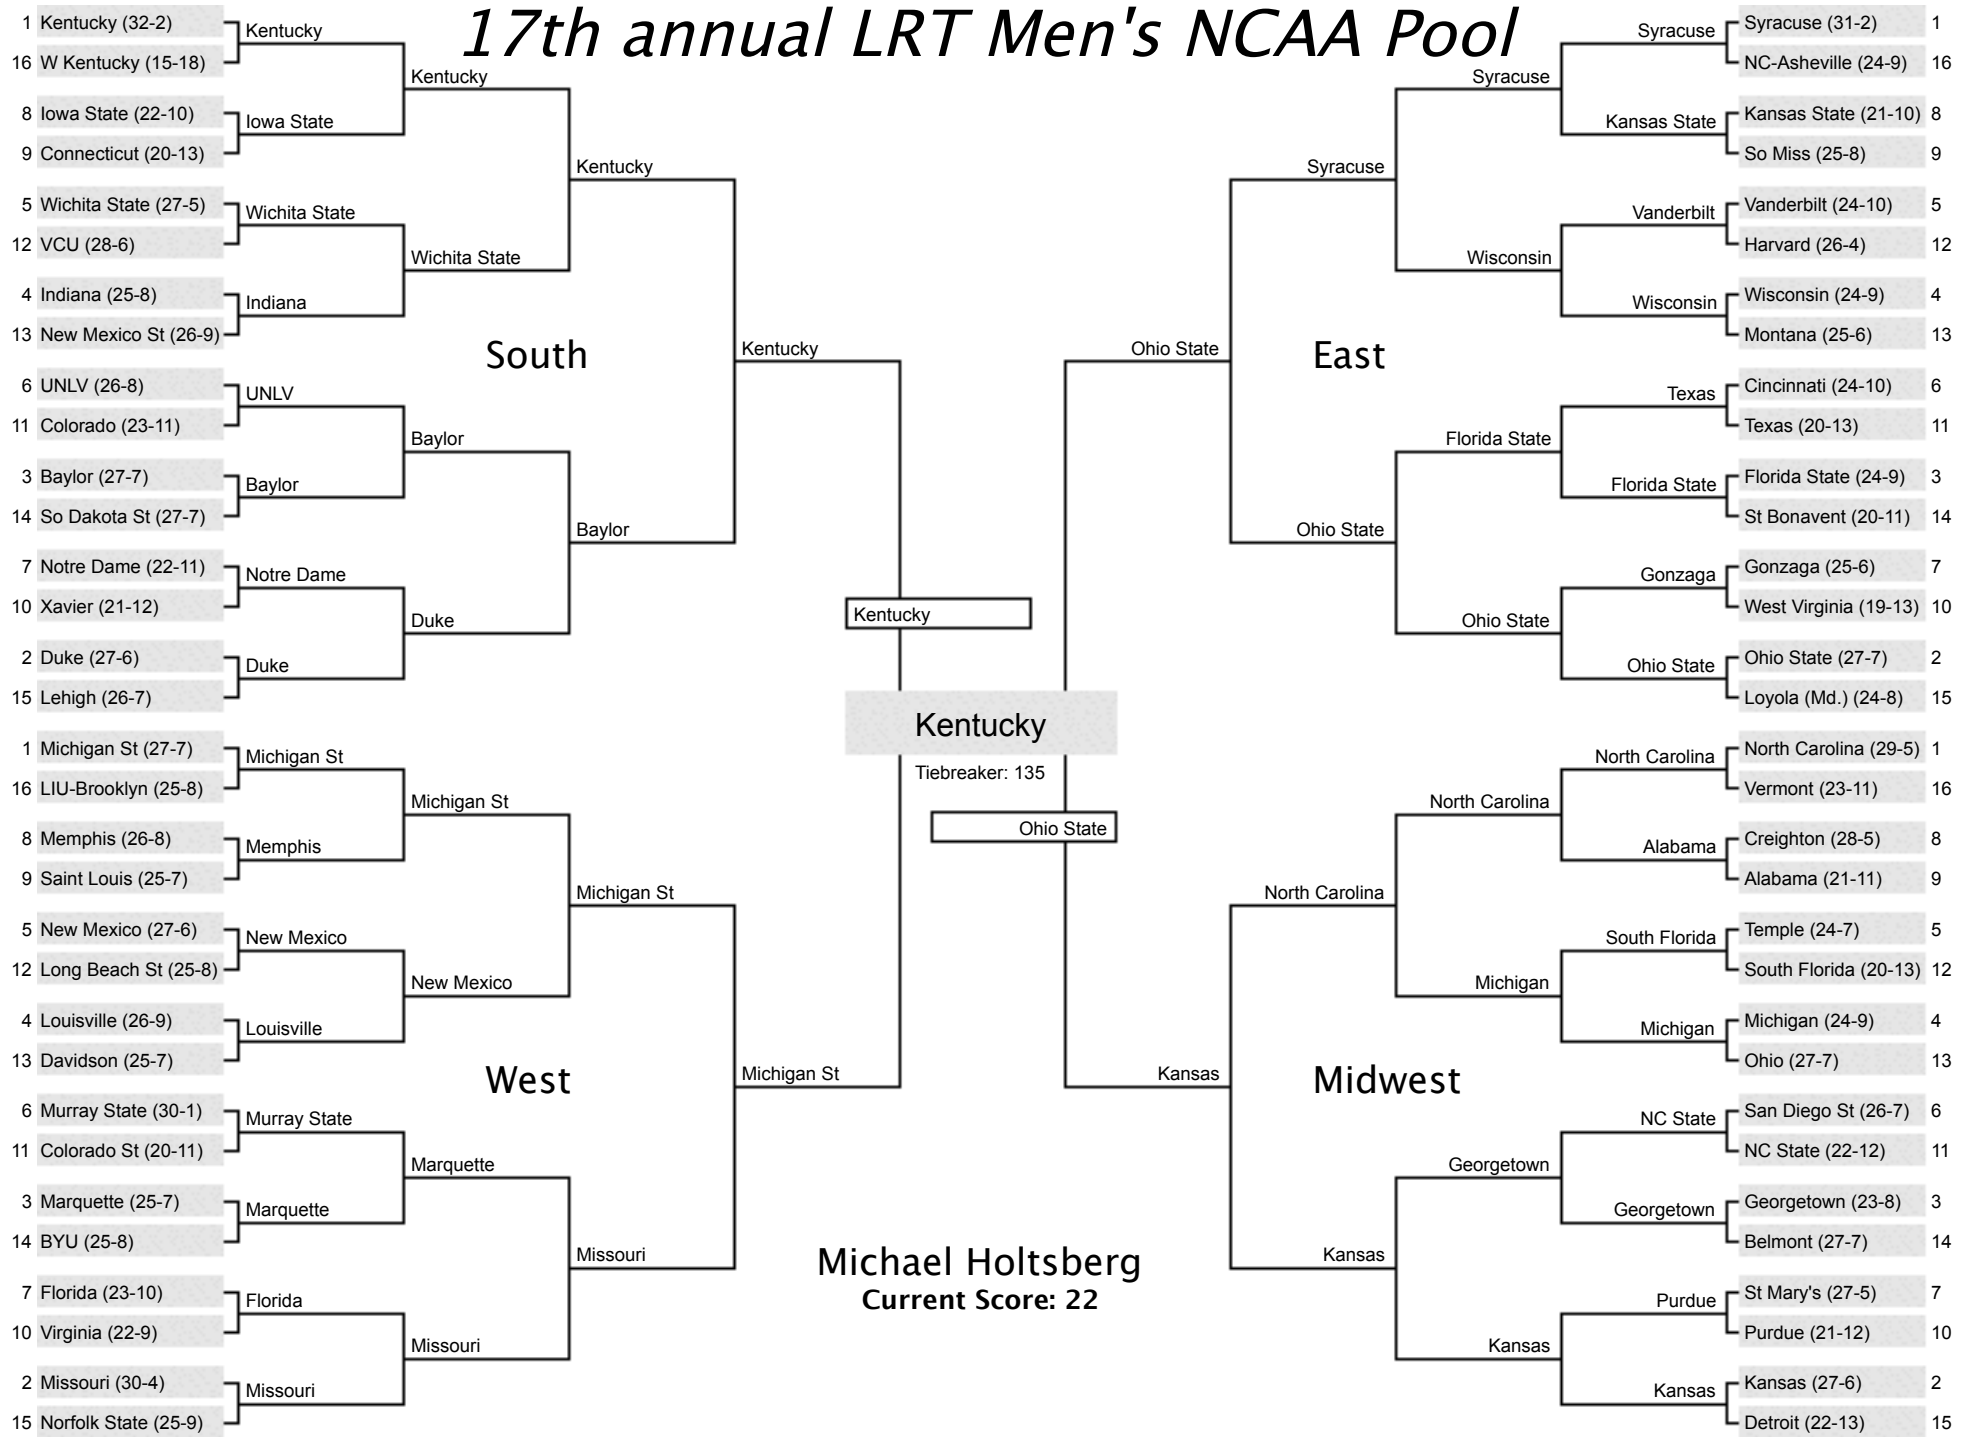 17th annual LRT Men's NCAA Pool
1 Kentucky (32-2)
16 W Kentucky (15-18)
8 Iowa State (22-10)
9 Connecticut (20-13)
5 Wichita State (27-5)
12 VCU (28-6)
4 Indiana (25-8)
13 New Mexico St (26-9)
6 UNLV (26-8)
11 Colorado (23-11)
3 Baylor (27-7)
14 So Dakota St (27-7)
7 Notre Dame (22-11)
10 Xavier (21-12)
2 Duke (27-6)
15 Lehigh (26-7)
Kentucky
Iowa State
Wichita State
Indiana
UNLV
Baylor
Notre Dame
Duke
Kentucky
Wichita State
Baylor
Duke
Kentucky
Baylor
South
Kentucky
1 Michigan St (27-7)
16 LIU-Brooklyn (25-8)
8 Memphis (26-8)
9 Saint Louis (25-7)
5 New Mexico (27-6)
12 Long Beach St (25-8)
4 Louisville (26-9)
13 Davidson (25-7)
6 Murray State (30-1)
11 Colorado St (20-11)
3 Marquette (25-7)
14 BYU (25-8)
7 Florida (23-10)
10 Virginia (22-9)
2 Missouri (30-4)
15 Norfolk State (25-9)
Michigan St
Memphis
New Mexico
Louisville
Murray State
Marquette
Florida
Missouri
Michigan St
New Mexico
Marquette
Missouri
Michigan St
Missouri
West
Michigan St
Kentucky
Kentucky
Tiebreaker: 135
Ohio State
Michael Holtsberg
Current Score: 22
Syracuse (31-2) 1
NC-Asheville (24-9) 16
Kansas State (21-10) 8
So Miss (25-8) 9
Vanderbilt (24-10) 5
Harvard (26-4) 12
Wisconsin (24-9) 4
Montana (25-6) 13
Cincinnati (24-10) 6
Texas (20-13) 11
Florida State (24-9) 3
St Bonavent (20-11) 14
Gonzaga (25-6) 7
West Virginia (19-13) 10
Ohio State (27-7) 2
Loyola (Md.) (24-8) 15
Syracuse
Kansas State
Vanderbilt
Wisconsin
Texas
Florida State
Gonzaga
Ohio State
Syracuse
Wisconsin
Florida State
Ohio State
Syracuse
Ohio State
East
Ohio State
North Carolina (29-5) 1
Vermont (23-11) 16
Creighton (28-5) 8
Alabama (21-11) 9
Temple (24-7) 5
South Florida (20-13) 12
Michigan (24-9) 4
Ohio (27-7) 13
San Diego St (26-7) 6
NC State (22-12) 11
Georgetown (23-8) 3
Belmont (27-7) 14
St Mary's (27-5) 7
Purdue (21-12) 10
Kansas (27-6) 2
Detroit (22-13) 15
North Carolina
Alabama
South Florida
Michigan
NC State
Georgetown
Purdue
Kansas
North Carolina
Michigan
Georgetown
Kansas
North Carolina
Kansas
Midwest
Kansas